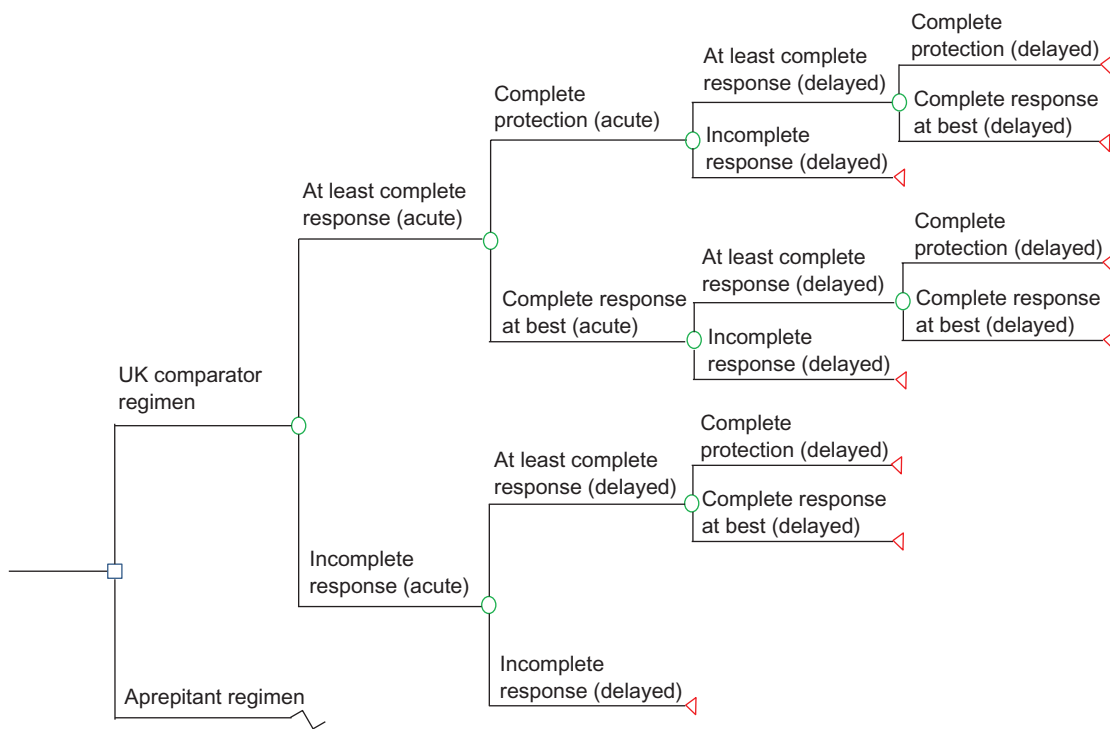 Complete
protection (delayed)
At least complete
response (delayed)
Complete response
at best (delayed)
Complete
protection (acute)
Incomplete
response (delayed)
At least complete
response (acute)
Complete
protection (delayed)
At least complete
response (delayed)
Complete response
at best (delayed)
Complete response
at best (acute)
Incomplete
response (delayed)
UK comparator
regimen
Complete
protection (delayed)
At least complete
response (delayed)
Complete response
at best (delayed)
Incomplete
response (acute)
Incomplete
response (delayed)
Aprepitant regimen